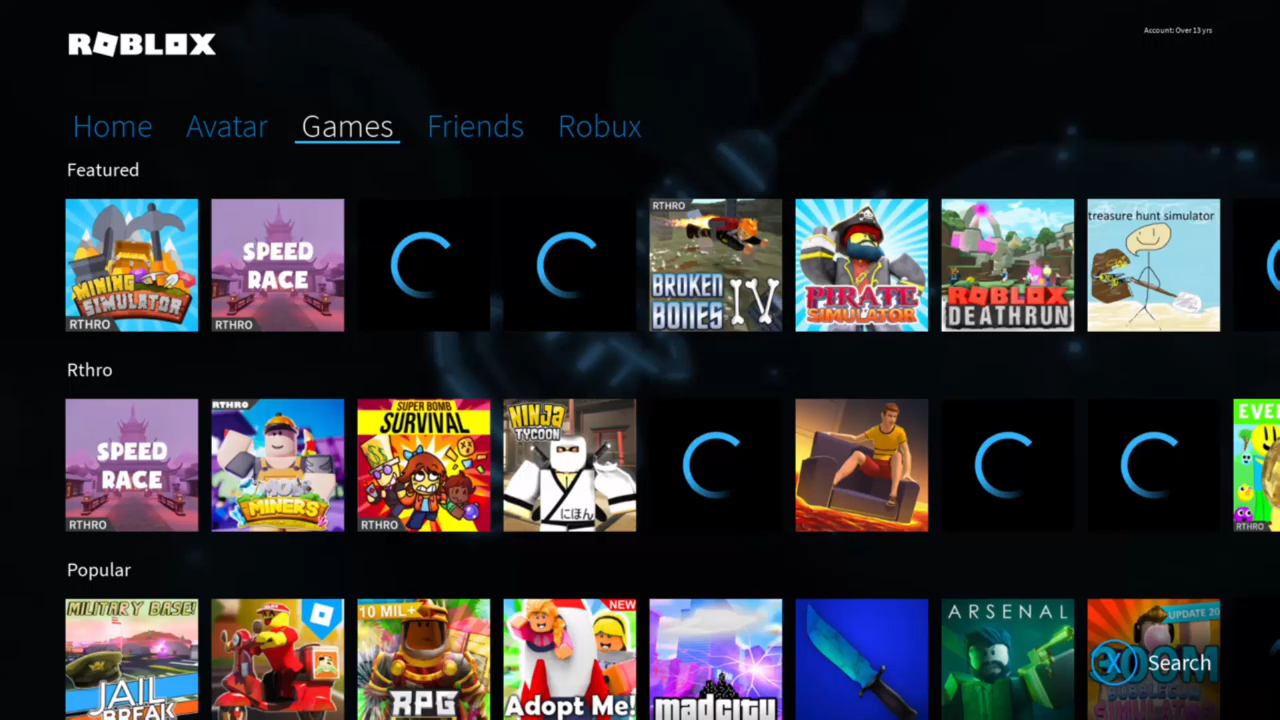 ROBLOX
Account: Over 13 yrs
Home Avatar Games Friends Robux
Featured
MINING
SIMULATOR
RTHRO
SPEED
RACE
RTHRO
RTHRO
BROKEN
BONES IV
PIRATE
SIMULATOR
ROBLOX
DEATHRUN
treasure hunt simulator
Rthro
SPEED
RACE
RTHRO
RTHRO
MINERS
SUPER BOMB
SURVIVAL
RTHRO
NINJA
TYCOON
にほん
EVE
RTHRO
Popular
MILITARY BASE!
JAIL
BREAK
10 MIL+
RPG
NEW
Adopt Me!
madcity
ARSENAL
UPDATE 20
BUBBLEGUM
SIMULATOR
X Search